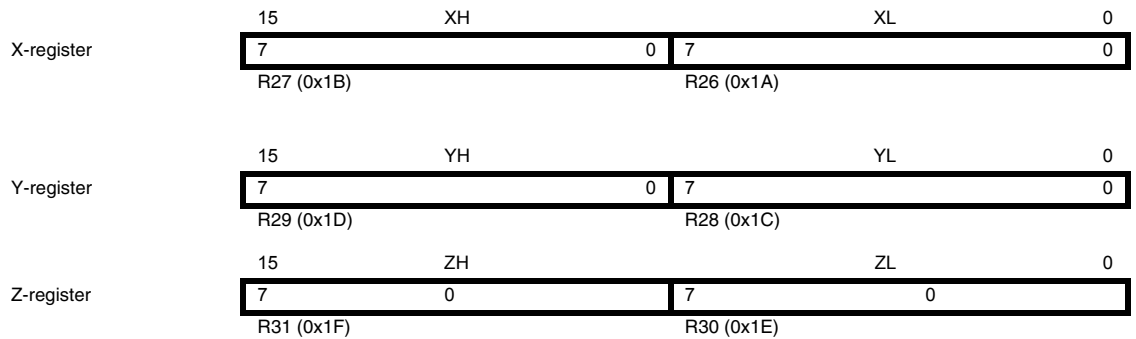 15 XH XL 0
X-register 7 0 7 0
R27 (0x1B) R26 (0x1A)
15 YH YL 0
Y-register 7 0 7 0
R29 (0x1D) R28 (0x1C)
15 ZH ZL 0
Z-register 7 0 7 0
R31 (0x1F) R30 (0x1E)